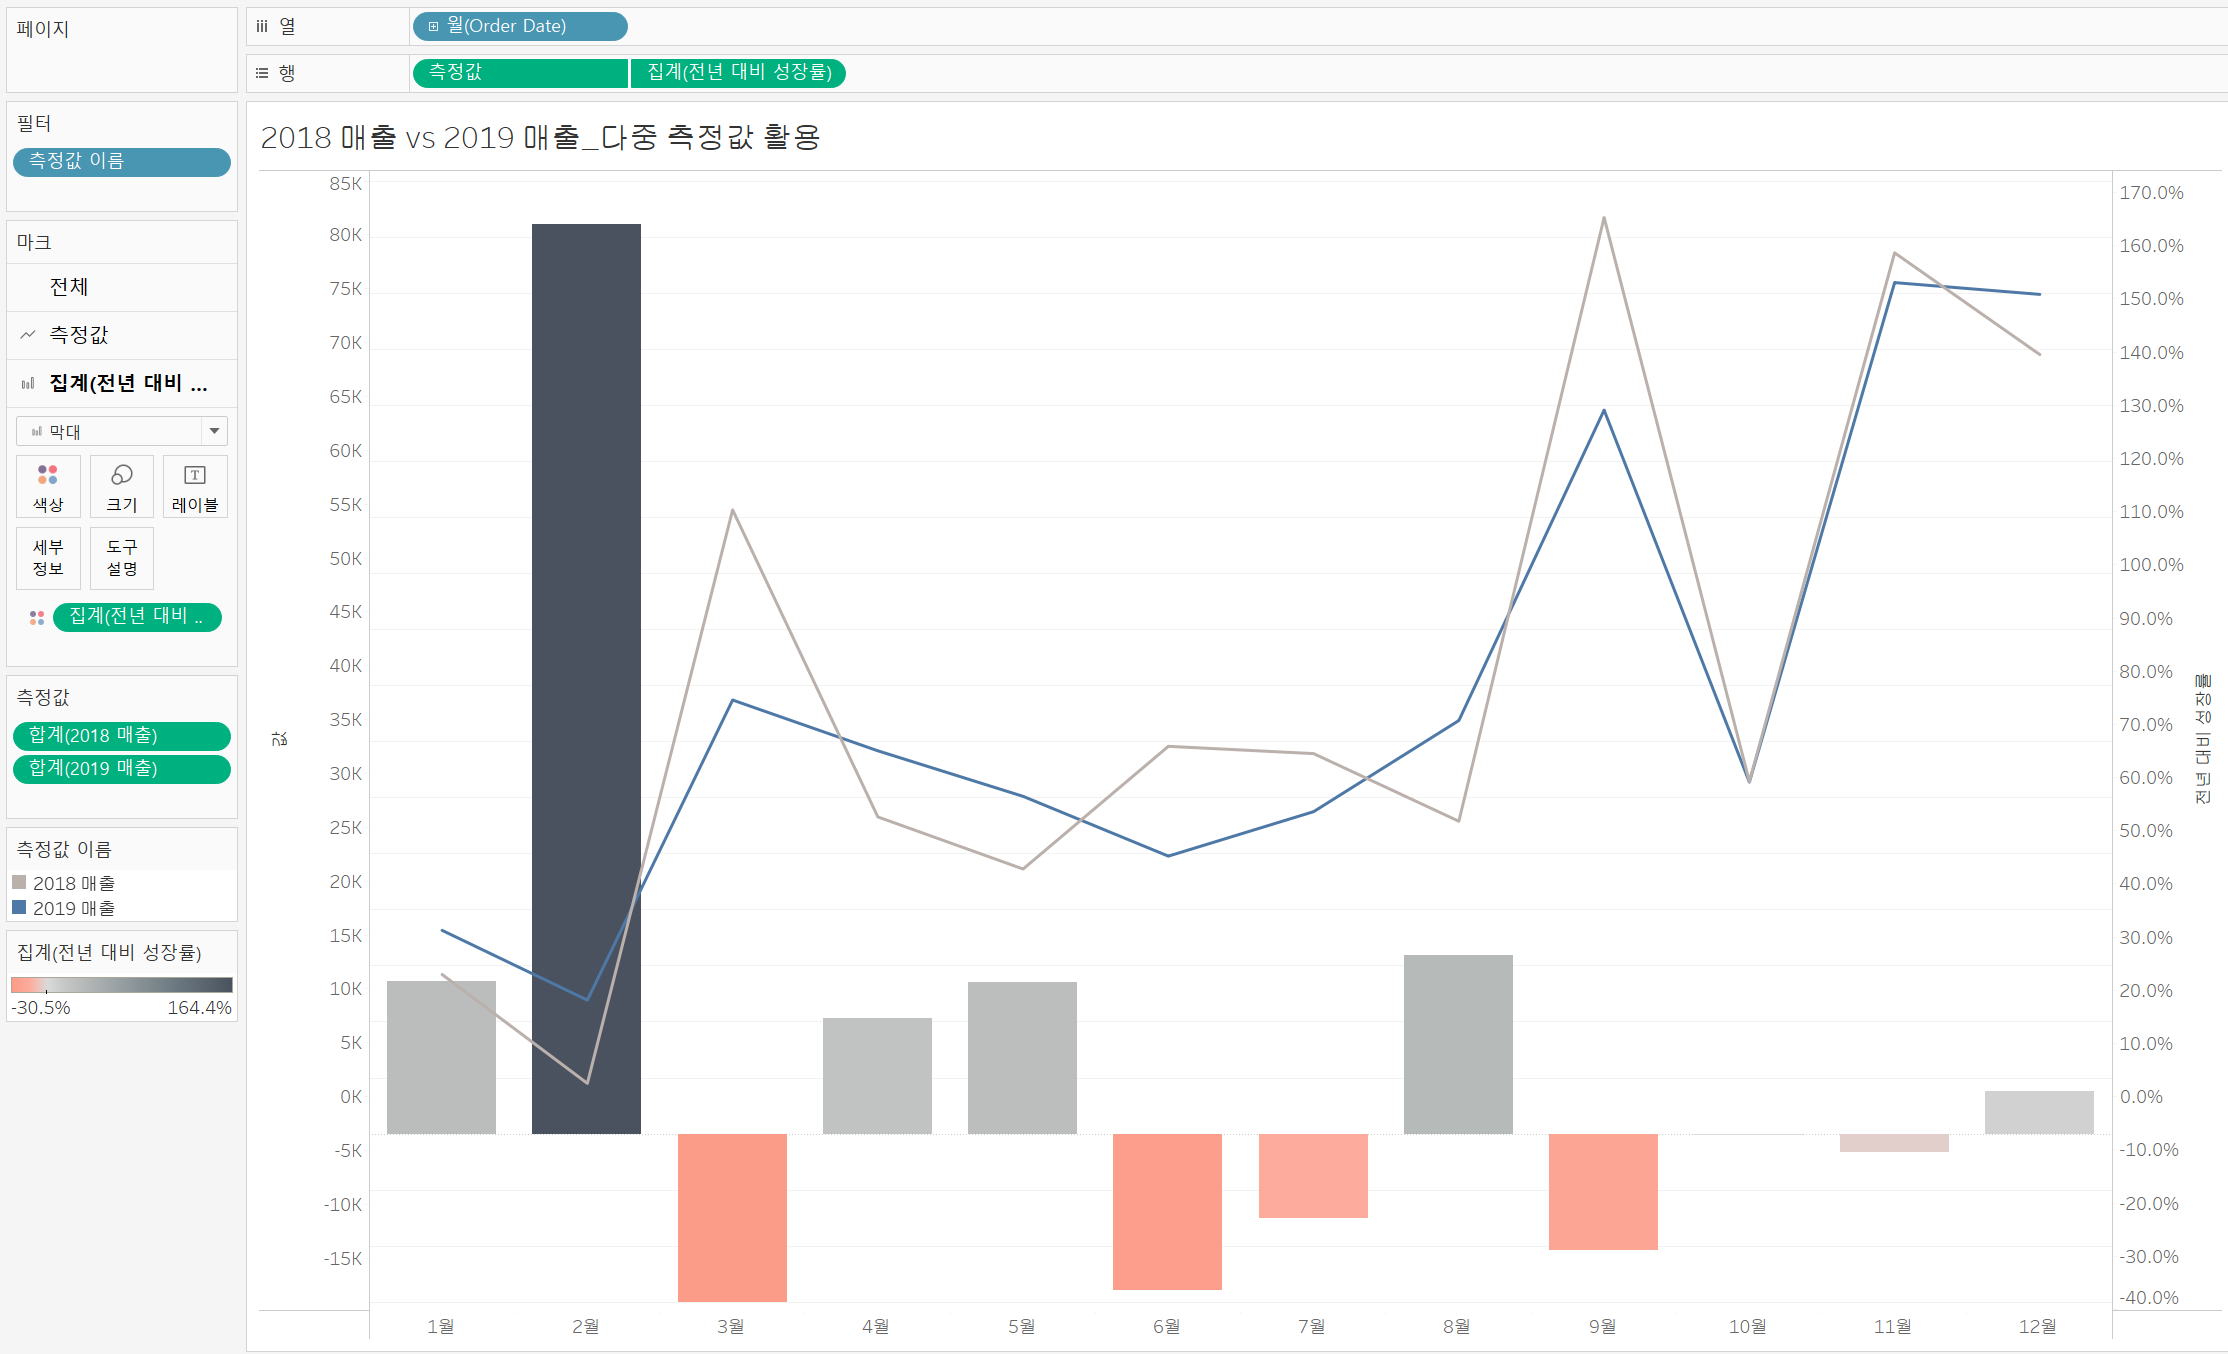 페이지
필터
측정값 이름
마크
전체
측정값
집계(전년 대비 ...
막대
색상
크기
레이블
세부
정보
도구
설명
집계(전년 대비 ..
측정값
합계(2018 매출)
합계(2019 매출)
측정값 이름
2018 매출
2019 매출
집계(전년 대비 성장률)
-30.5%
164.4%
열
월(Order Date)
행
측정값
집계(전년 대비 성장률)
2018 매출 vs 2019 매출_다중 측정값 활용
85K
80K
75K
70K
65K
60K
55K
50K
45K
40K
35K
30K
25K
20K
15K
10K
5K
0K
-5K
-10K
-15K
값
170.0%
160.0%
150.0%
140.0%
130.0%
120.0%
110.0%
100.0%
90.0%
80.0%
70.0%
60.0%
50.0%
40.0%
30.0%
20.0%
10.0%
0.0%
-10.0%
-20.0%
-30.0%
-40.0%
전년 대비 성장률
1월
2월
3월
4월
5월
6월
7월
8월
9월
10월
11월
12월